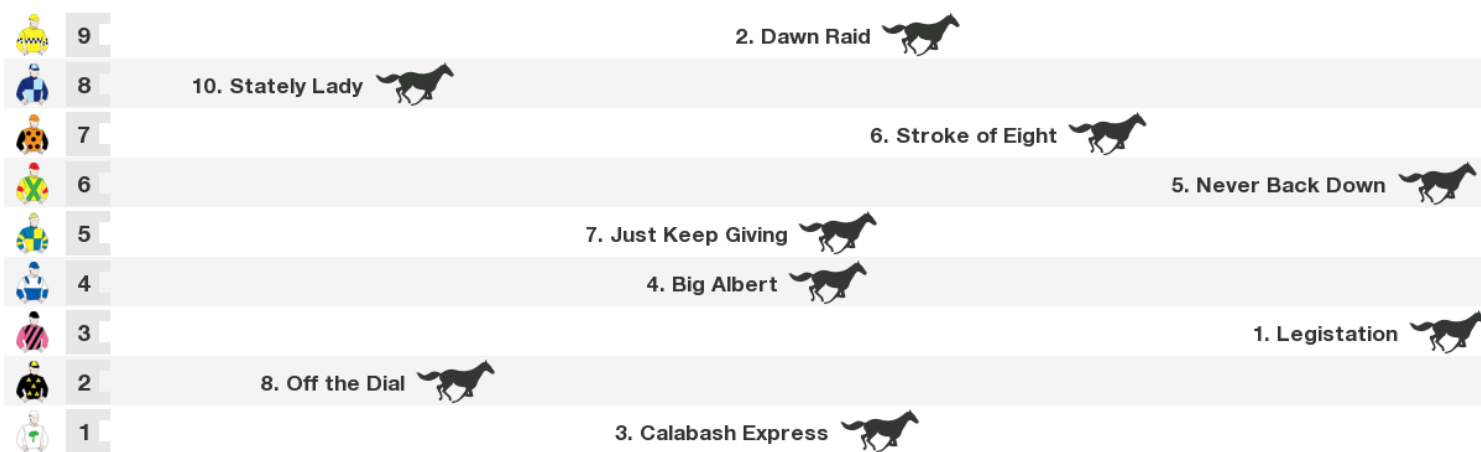 9 2. Dawn Raid
8 10. Stately Lady
7 6. Stroke of Eight
6 5. Never Back Down
5 7. Just Keep Giving
4 4. Big Albert
3 1. Legistation
2 8. Off the Dial
1 3. Calabash Express